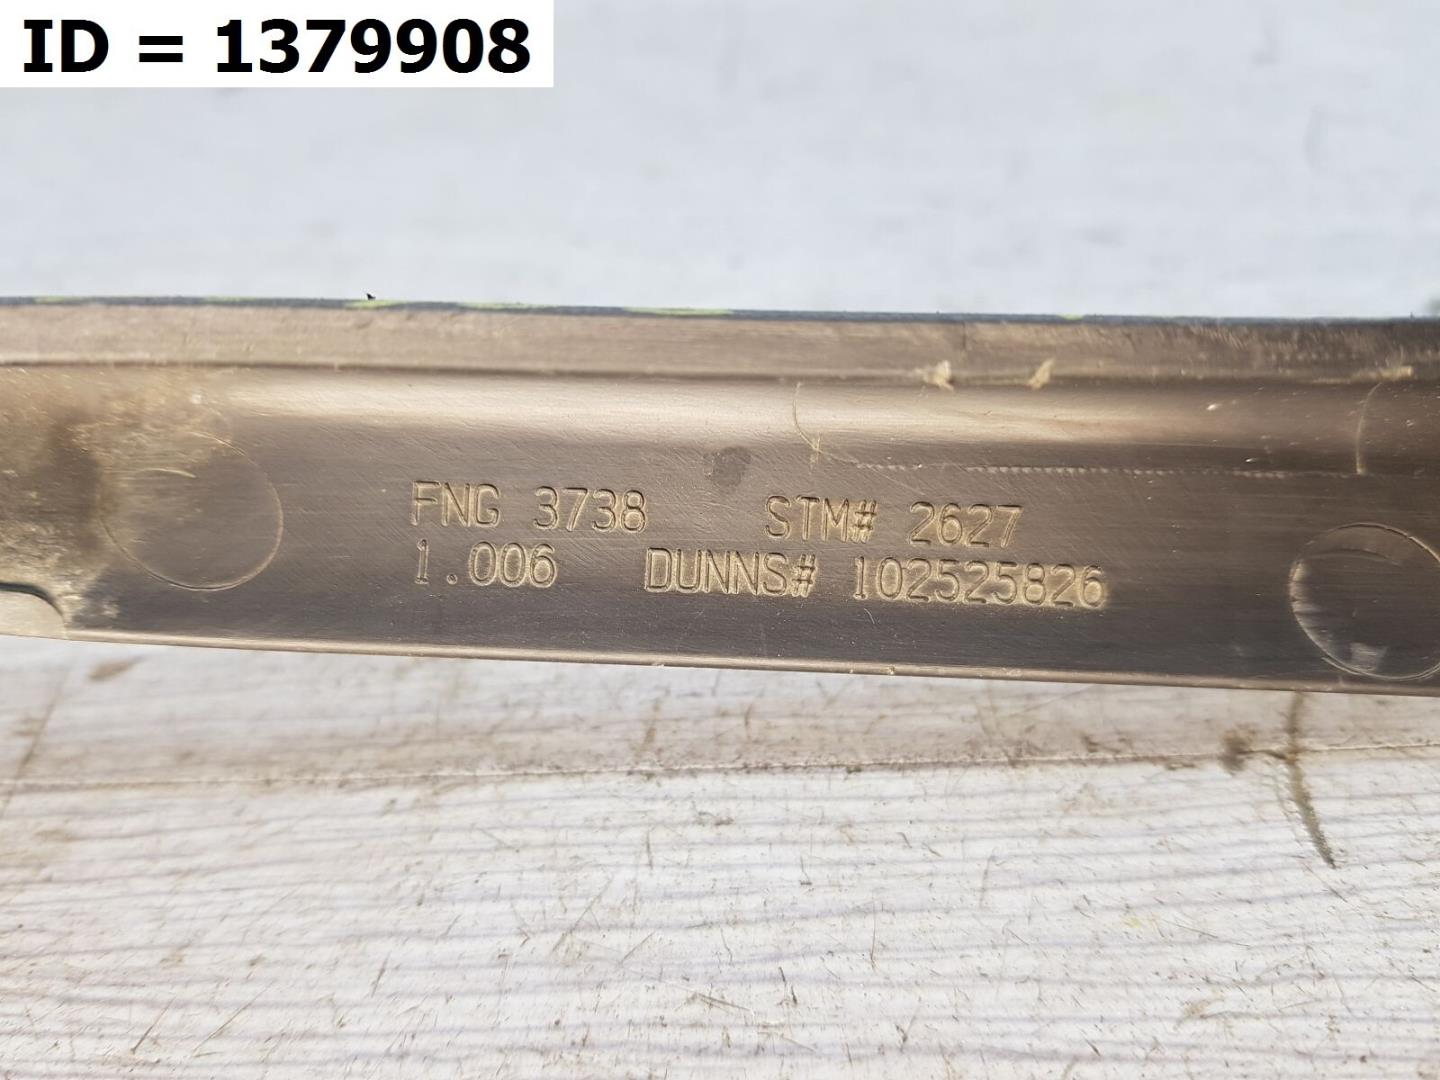 ID = 1379908
FNG 3738 STM# 2627
1.006 DUNNS# 102525826